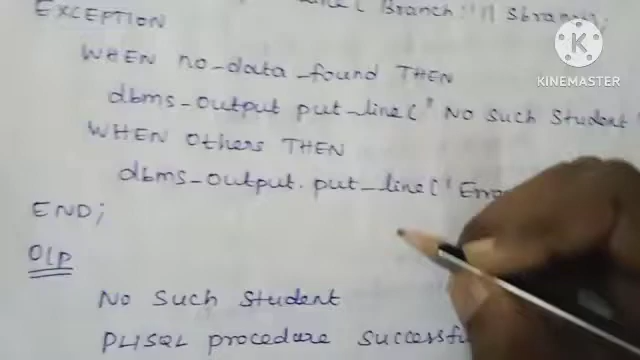 EXCEPTION
WHEN no_data_found THEN
dbms_output put_line(" No such student
WHEN Others THEN
dbms_output. put_line('
END;
O/P
No such student
PL/SQL procedure
KINEMASTER